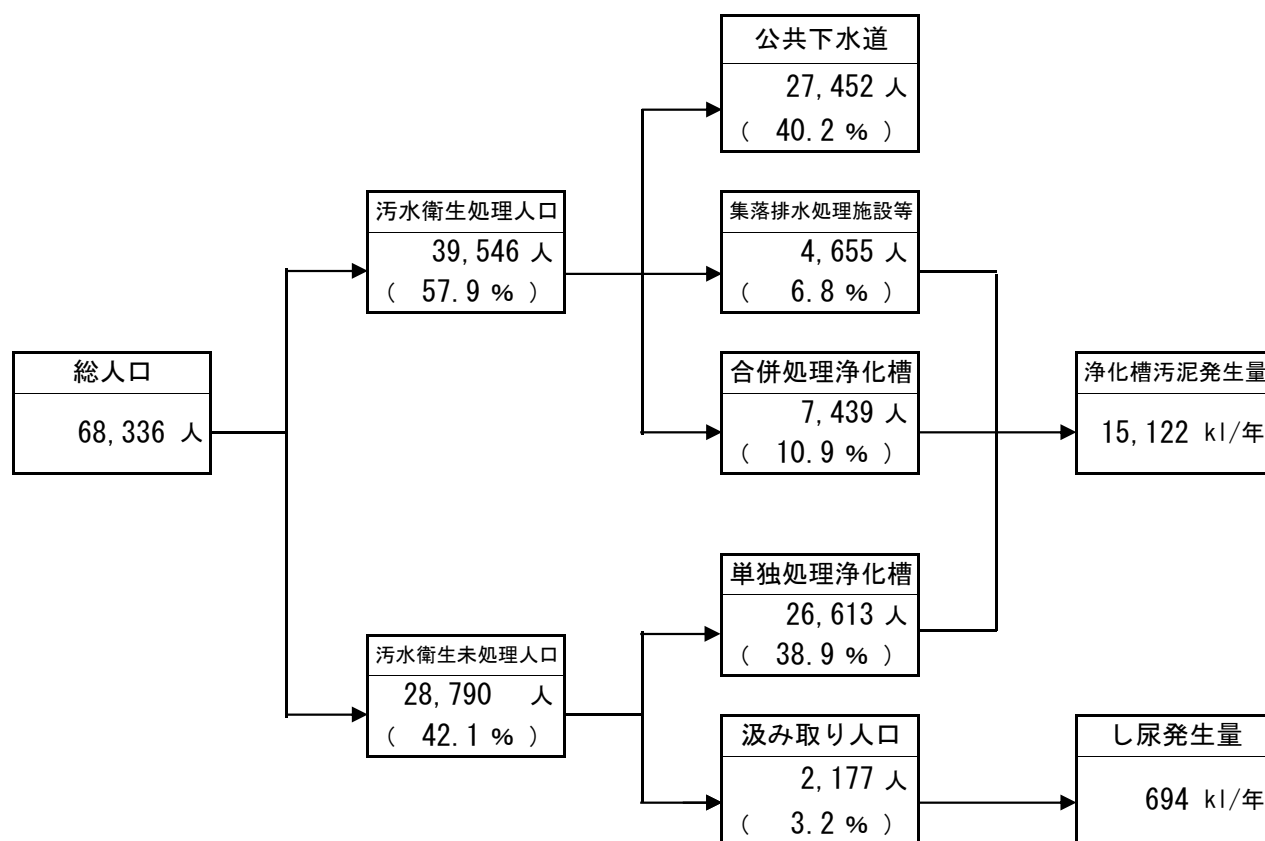 総人口
68,336 人
汚水衛生処理人口
39,546 人
( 57.9 % )
汚水衛生未処理人口
28,790 人
( 42.1 % )
公共下水道
27,452 人
( 40.2 % )
集落排水処理施設等
4,655 人
( 6.8 % )
合併処理浄化槽
7,439 人
( 10.9 % )
単独処理浄化槽
26,613 人
( 38.9 % )
汲み取り人口
2,177 人
( 3.2 % )
浄化槽汚泥発生量
15,122 kl/年
し尿発生量
694 kl/年